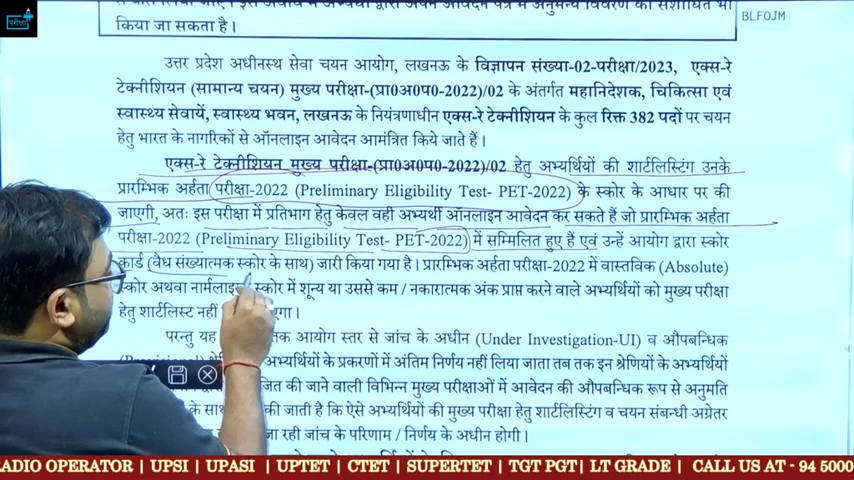 परीक्षा
BLFOJM
किया जा सकता है।
उत्तर प्रदेश अधीनस्थ सेवा चयन आयोग, लखनऊ के विज्ञापन संख्या-02-परीक्षा/2023, एक्स-रे
टेक्नीशियन (सामान्य चयन) मुख्य परीक्षा-(प्रा0अ0प0-2022)/02 के अंतर्गत महानिदेशक, चिकित्सा एवं
स्वास्थ्य सेवायें, स्वास्थ्य भवन, लखनऊ के नियंत्रणाधीन एक्स-रे टेक्नीशियन के कुल रिक्त 382 पदों पर चयन
हेतु भारत के नागरिकों से ऑनलाइन आवेदन आमंत्रित किये जाते हैं।
एक्स-रे टेक्नीशियन मुख्य परीक्षा-(प्रा0अ0प0-2022)/02 हेतु अभ्यर्थियों की शार्टलिस्टिंग उनके
प्रारम्भिक अर्हता परीक्षा-2022 (Preliminary Eligibility Test- PET-2022) के स्कोर के आधार पर की
जाएगी, अतः इस परीक्षा में प्रतिभाग हेतु केवल वही अभ्यर्थी ऑनलाइन आवेदन कर सकते हैं जो प्रारम्भिक अर्हता
परीक्षा-2022 (Preliminary Eligibility Test- PET-2022) में सम्मिलित हुए हैं एवं उन्हें आयोग द्वारा स्कोर
कार्ड (वैध संख्यात्मक स्कोर के साथ) जारी किया गया है। प्रारम्भिक अर्हता परीक्षा-2022 में वास्तविक (Absolute)
स्कोर अथवा स्कोर में शून्य या उससे कम / नकारात्मक अंक प्राप्त करने वाले अभ्यर्थियों को मुख्य परीक्षा
हेतु शार्टलिस्ट नहीं
परन्तु यह आयोग स्तर से जांच के अधीन (Under Investigation-UI) व औपबन्धिक
अभ्यर्थियों के प्रकरणों में अंतिम निर्णय नहीं लिया जाता तब तक इन श्रेणियों के अभ्यर्थियों
की जाने वाली विभिन्न मुख्य परीक्षाओं में आवेदन की औपबन्धिक रूप से अनुमति
की जाती है कि ऐसे अभ्यर्थियों की मुख्य परीक्षा हेतु शार्टलिस्टिंग व चयन संबन्धी अग्रेतर
जा रही जांच के परिणाम / निर्णय के अधीन होगी।
RADIO OPERATOR | UPSI | UPASI | UPTET | CTET | SUPERTET | TGT PGT| LT GRADE | CALL US AT - 94 5000